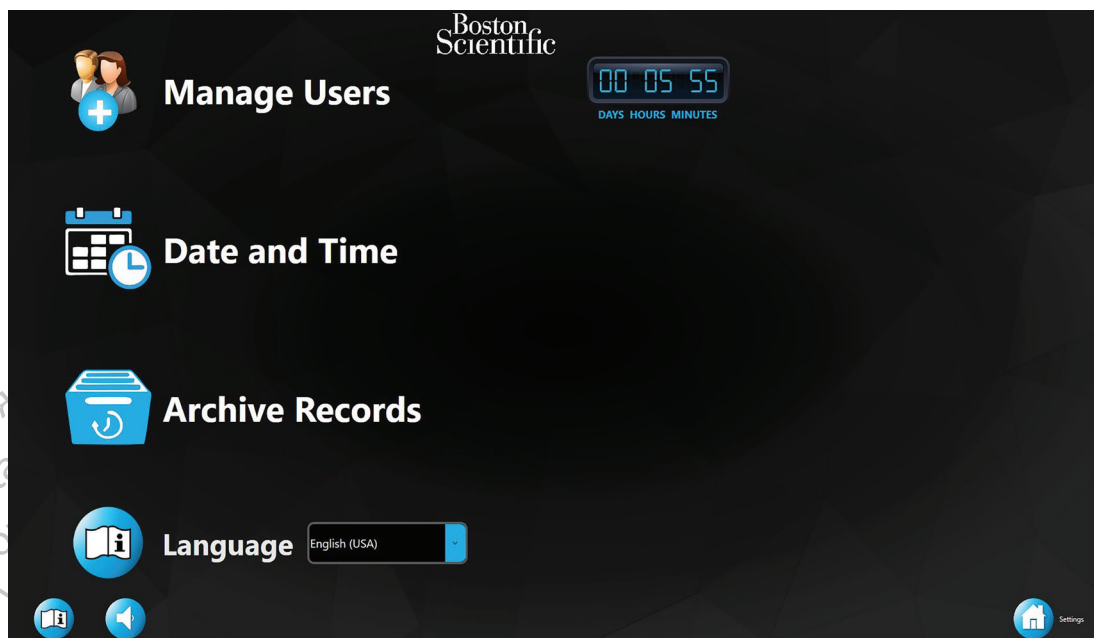 Boston
Scientific
Manage Users
00 05 55
DAYS HOURS MINUTES
Date and Time
Archive Records
Language
English (USA)
Settings